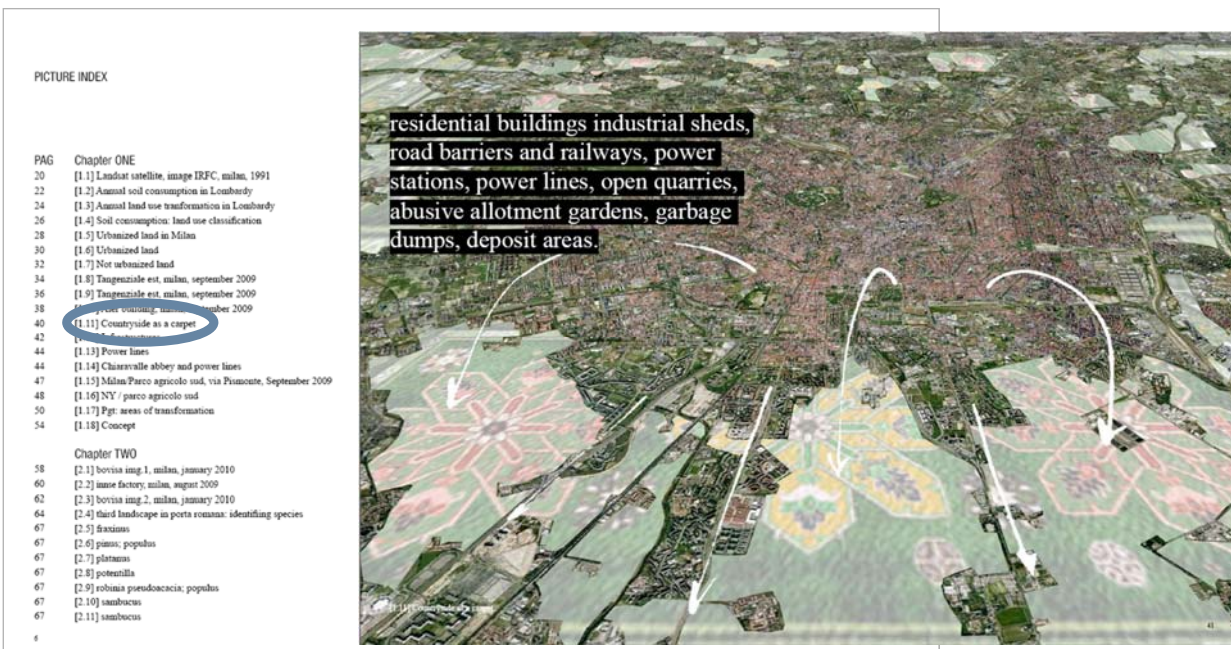 PICTURE INDEX
PAG Chapter ONE
20 [1.1] Landsat satellite, image IRFC, milan, 1991
22 [1.2] Annual soil consumption in Lombardy
24 [1.3] Annual land use tranformation in Lombardy
26 [1.4] Soil consumption: land use classification
28 [1.5] Urbanized land in Milan
30 [1.6] Urbanized land
32 [1.7] Not urbanized land
34 [1.8] Tangenziale est, milan, september 2009
36 [1.9] Tangenziale est, milan, september 2009
38 building, 2009
40 [1.11] Countryside as a carpet
42
44 [1.13] Power lines
44 [1.14] Chiaravalle abbey and power lines
47 [1.15] Milan/Parco agricolo sud, via Pismonte, September 2009
48 [1.16] NY / parco agricolo sud
50 [1.17] Pgt: areas of transformation
54 [1.18] Concept
Chapter TWO
58 [2.1] bovisa img.1, milan, january 2010
60 [2.2] innse factory, milan, august 2009
62 [2.3] bovisa img.2, milan, january 2010
64 [2.4] third landscape in porta romana: identifiing species
67 [2.5] fraxinus
67 [2.6] pinus; populus
67 [2.7] platanus
67 [2.8] potentilla
67 [2.9] robinia pseudoacacia; populus
67 [2.10] sambucus
67 [2.11] sambucus
6
residential buildings industrial sheds,
road barriers and railways, power
stations, power lines, open quarries,
abusive allotment gardens, garbage
dumps, deposit areas.
[1.11] Countryside as a carpet
41